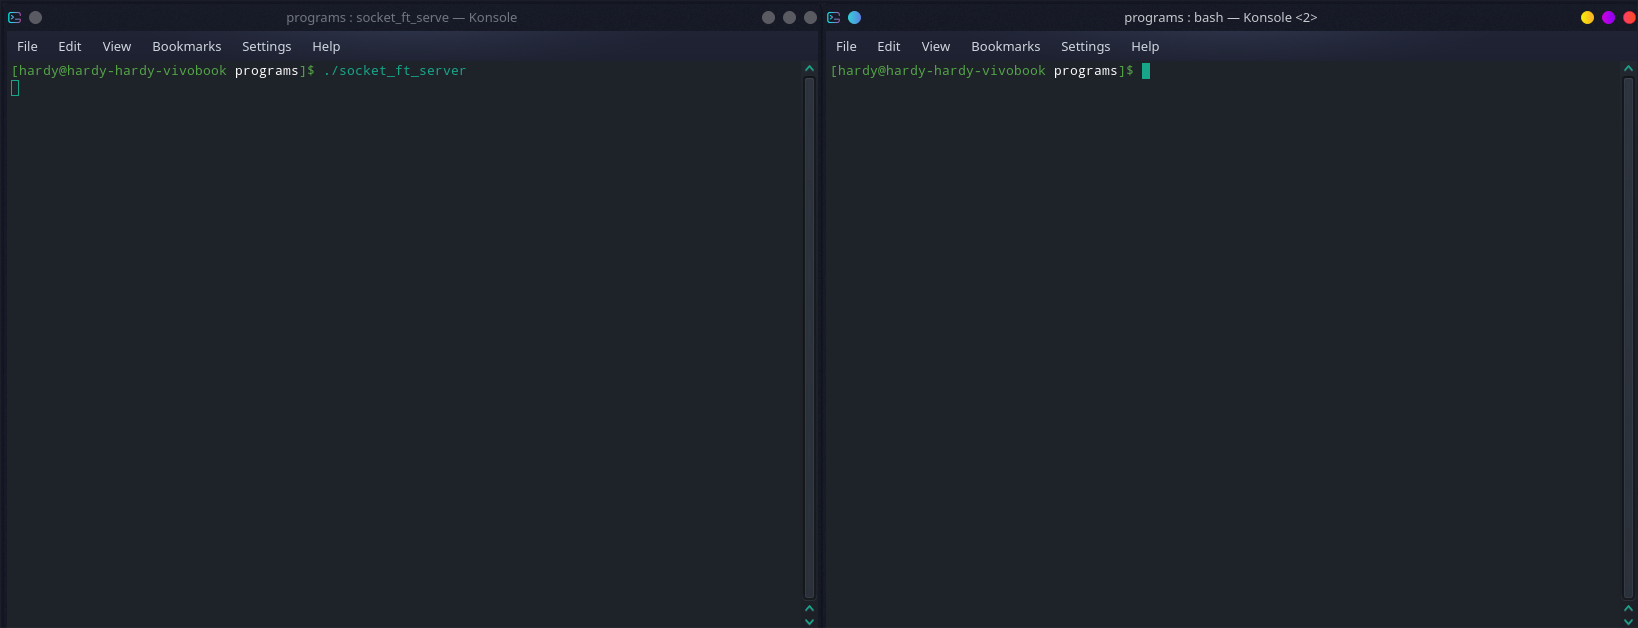 programs : socket_ft_serve — Konsole
File Edit View Bookmarks Settings Help
[hardy@hardy-hardy-vivobook programs]$ ./socket_ft_server
programs : bash — Konsole <2>
File Edit View Bookmarks Settings Help
[hardy@hardy-hardy-vivobook programs]$